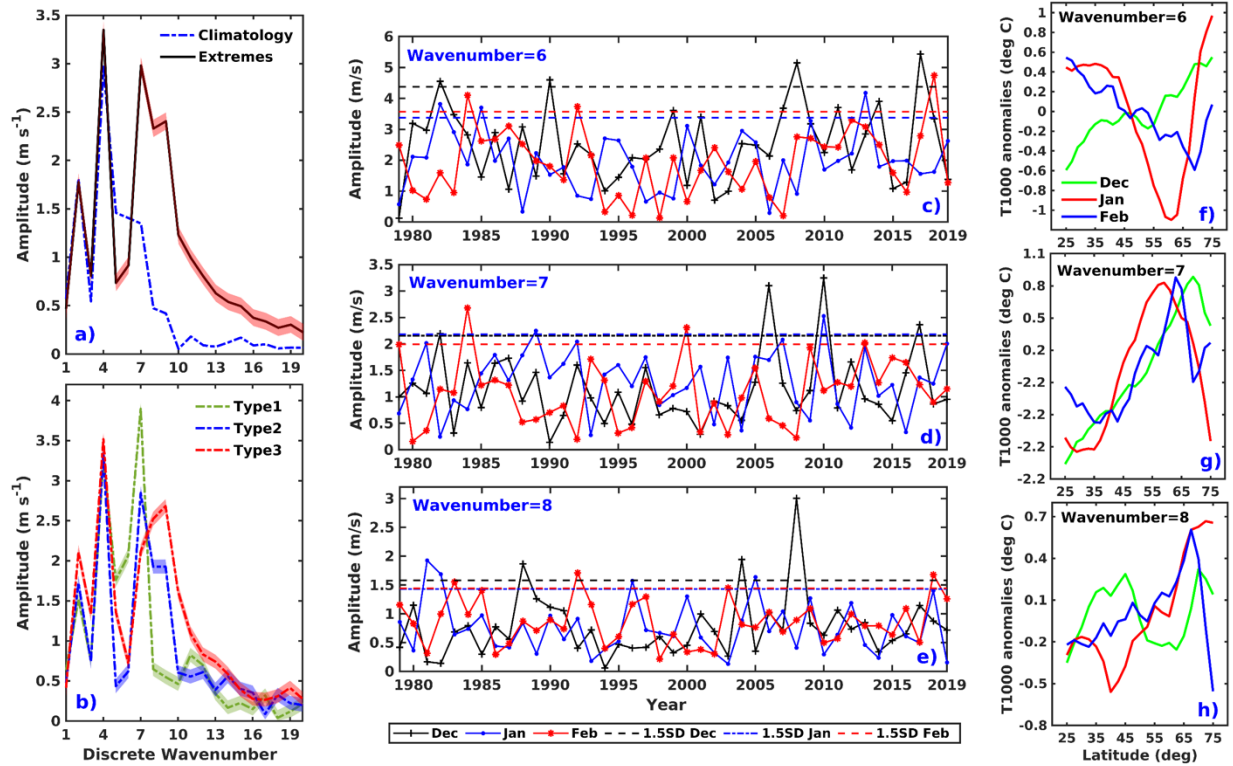 3.5
3
2.5
2
1.5
1
0.5
0
Amplitude (m s⁻¹)
Climatology
Extremes
a)
1 4 7 10 13 16 19
4
3.5
3
2.5
2
1.5
1
0.5
0
Amplitude (m s⁻¹)
Type1
Type2
Type3
b)
1 4 7 10 13 16 19
Discrete Wavenumber
Wavenumber=6
6
5
4
3
2
1
0
Amplitude (m/s)
c)
1980 1985 1990 1995 2000 2005 2010 2015 2019
Wavenumber=7
3.5
3
2.5
2
1.5
1
0.5
0
Amplitude (m/s)
d)
1980 1985 1990 1995 2000 2005 2010 2015 2019
Wavenumber=8
3
2.5
2
1.5
1
0.5
0
Amplitude (m/s)
e)
1980 1985 1990 1995 2000 2005 2010 2015 2019
Year
Dec Jan Feb 1.5SD Dec 1.5SD Jan 1.5SD Feb
Wavenumber=6
1
0.8
0.6
0.4
0.2
0
-0.2
-0.4
-0.6
-0.8
-1
T1000 anomalies (deg C)
Dec
Jan
Feb
f)
25 35 45 55 65 75
Wavenumber=7
1.1
0.8
0.2
-2.2
-2.2
-2.2
T1000 anomalies (deg C)
g)
25 35 45 55 65 75
Wavenumber=8
0.7
0.3
-0.2
-0.8
T1000 anomalies (deg C)
h)
25 35 45 55 65 75
Latitude (deg)